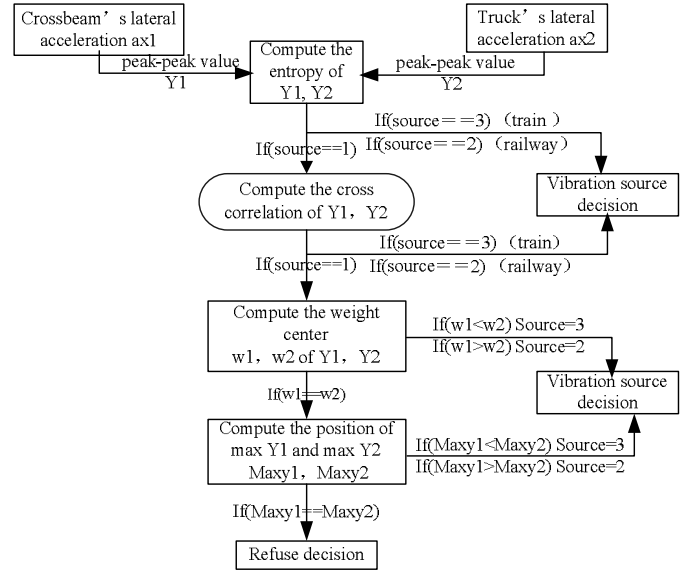 Crossbeam’s lateral
acceleration ax1
Truck’s lateral
acceleration ax2
peak-peak value
Y1
Compute the
entropy of
Y1, Y2
peak-peak value
Y2
If(source==3)（train）
If(source==1)
If(source==2)（railway）
Compute the cross
correlation of Y1，Y2
Vibration source
decision
If(source==3)（train）
If(source==1)
If(source==2)（railway）
Compute the weight
center
w1，w2 of Y1，Y2
If(w1<w2) Source=3
If(w1>w2) Source=2
Vibration source
decision
If(w1==w2)
Compute the position of
max Y1 and max Y2
Maxy1，Maxy2
If(Maxy1<Maxy2) Source=3
If(Maxy1>Maxy2) Source=2
If(Maxy1==Maxy2)
Refuse decision